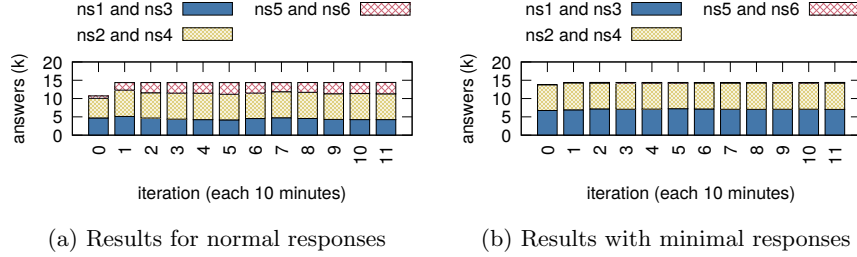 ns1 and ns3
ns5 and ns6
ns2 and ns4
answers (k)
20
15
10
5
0
0 1 2 3 4 5 6 7 8 9 10 11
iteration (each 10 minutes)
(a) Results for normal responses
ns1 and ns3
ns5 and ns6
ns2 and ns4
answers (k)
20
15
10
5
0
0 1 2 3 4 5 6 7 8 9 10 11
iteration (each 10 minutes)
(b) Results with minimal responses